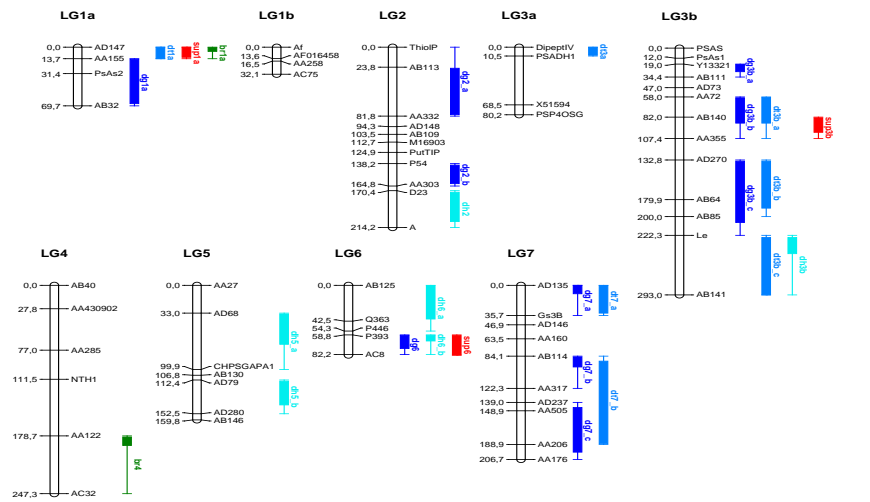 LG1a
0,0 AD147
13,7 AA155
31,4 PsAs2
69,7 AB32
dg1a
dt1a
sup1a
br1a
LG1b
0,0 Af
13,6 AF016458
16,5 AA258
32,1 AC75
LG2
0,0 ThiolP
23,8 AB113
81,8 AA332
94,3 AD148
103,5 AB109
112,7 M16903
124,9 PutTIP
138,2 P54
164,8 AA303
170,4 D23
214,2 A
dg2_a
dg2_b
dh2
LG3a
0,0 DipeptIV
10,5 PSADH1
68,5 X51594
80,2 PSP4OSG
dt3a
LG3b
0,0 PSAS
12,0 PsAs1
19,0 Y13321
34,4 AB111
47,0 AD73
58,0 AA72
82,0 AB140
107,4 AA355
132,8 AD270
179,9 AB64
200,0 AB85
222,3 Le
293,0 AB141
dg3b_a
dg3b_b
dt3b_a
sup3b
dg3b_c
dt3b_b
dt3b_c
dh3b
LG4
0,0 AB40
27,8 AA430902
77,0 AA285
111,5 NTH1
178,7 AA122
247,3 AC32
br4
LG5
0,0 AA27
33,0 AD68
99,9 CHPSGAPA1
106,8 AB130
112,4 AD79
152,5 AD280
159,8 AB146
dh5_a
dh5_b
LG6
0,0 AB125
42,5 Q363
54,3 P446
58,8 P393
82,2 AC8
dh6_a
dg6
dh6_b
sup6
LG7
0,0 AD135
35,7 Gs3B
46,9 AD146
63,5 AA160
84,1 AB114
122,3 AA317
139,0 AD237
148,9 AA505
188,9 AA206
206,7 AA176
dg7_a
dt7_a
dg7_b
dt7_b
dg7_c